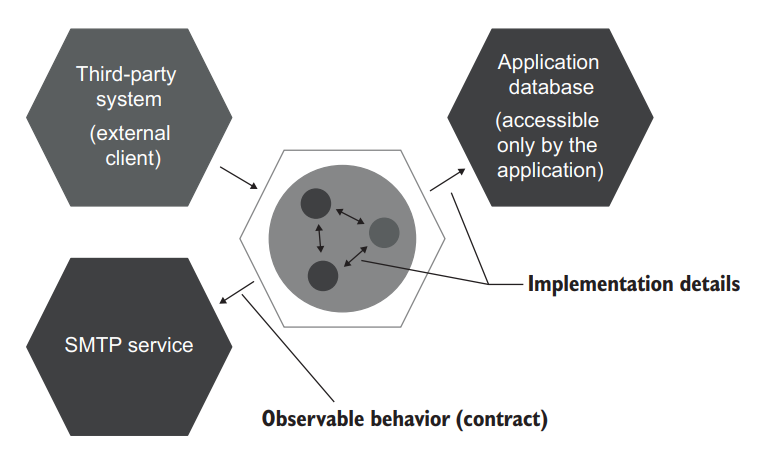 Third-party
system
(external
client)
Application
database
(accessible
only by the
application)
Implementation details
SMTP service
Observable behavior (contract)